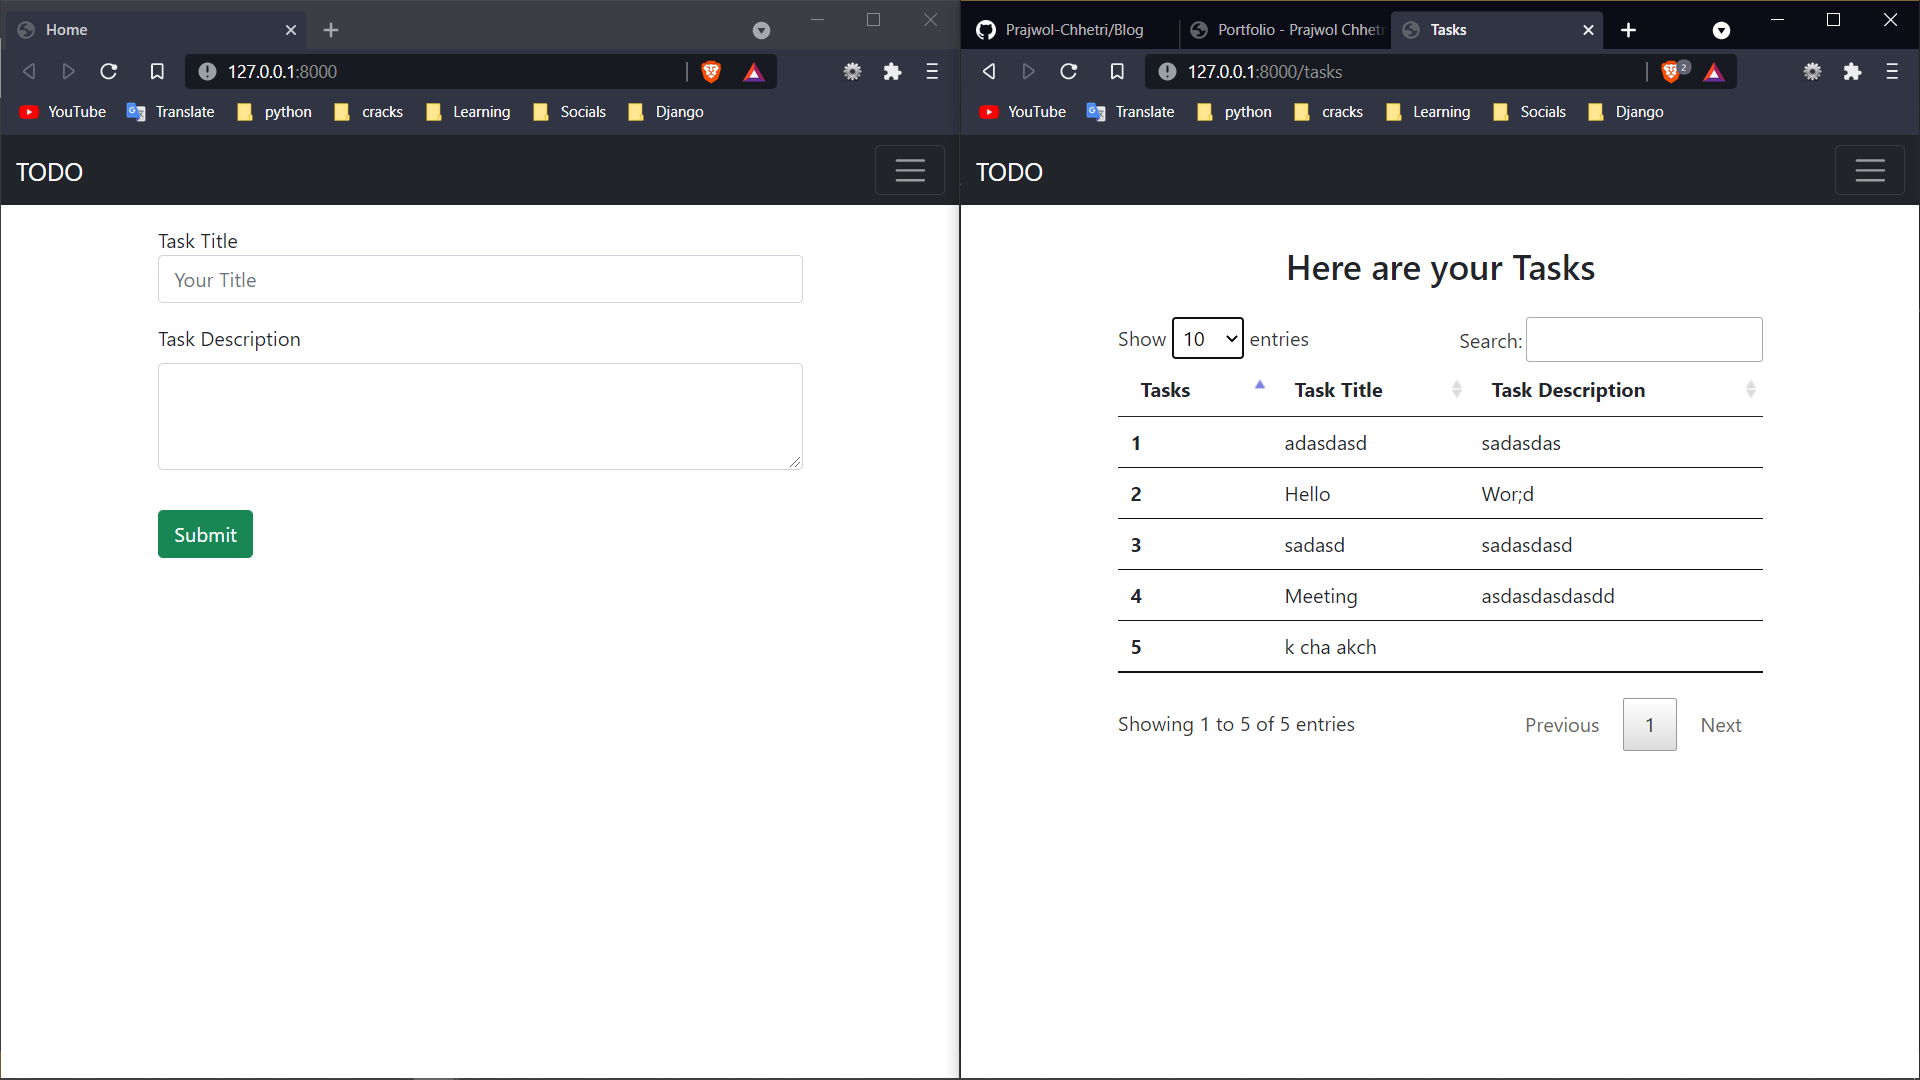 Home
127.0.0.1:8000
YouTube Translate python cracks Learning Socials Django
TODO
Task Title
Your Title
Task Description
Submit
Prajwol-Chhetri/Blog Portfolio - Prajwol Chhetr Tasks
127.0.0.1:8000/tasks 2
YouTube Translate python cracks Learning Socials Django
TODO
Here are your Tasks
Show 10 entries Search:
Tasks Task Title Task Description
1 adasdasd sadasdas
2 Hello Wor;d
3 sadasd sadasdasd
4 Meeting asdasdasdasdd
5 k cha akch
Showing 1 to 5 of 5 entries Previous 1 Next